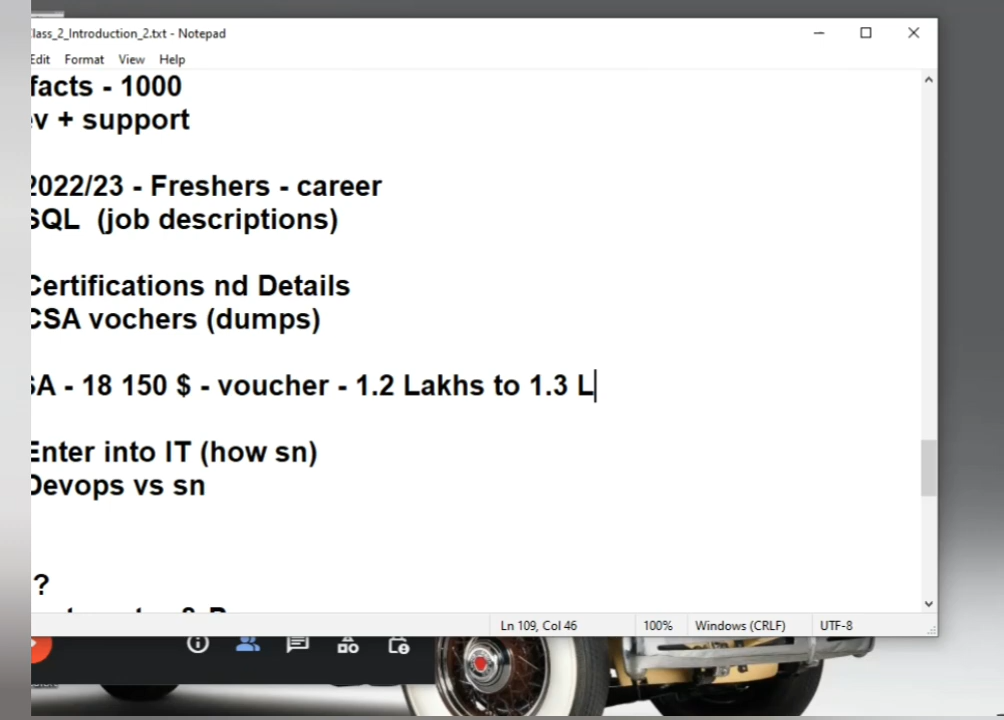 lass_2_Introduction_2.txt - Notepad
Edit Format View Help
facts - 1000
ev + support
2022/23 - Freshers - career
SQL (job descriptions)
Certifications nd Details
CSA vochers (dumps)
SA - 18 150 $ - voucher - 1.2 Lakhs to 1.3 L
Enter into IT (how sn)
Devops vs sn
?
Ln 109, Col 46 100% Windows (CRLF) UTF-8